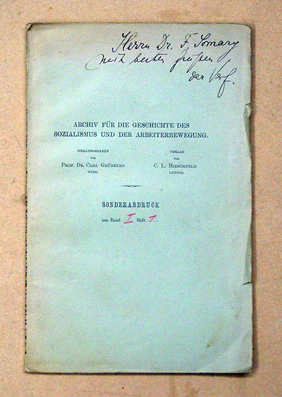 Herrn Dr. F. Somary
mit besten Grüßen
der Verf.
ARCHIV FÜR DIE GESCHICHTE DES
SOZIALISMUS UND DER ARBEITERBEWEGUNG.
HERAUSGEGEBEN
VON
PROF. DR. CARL GRÜNBERG
WIEN.
VERLAG
VON
C. L. HIRSCHFELD
LEIPZIG.
SONDERABDRUCK
aus Band I Heft 1